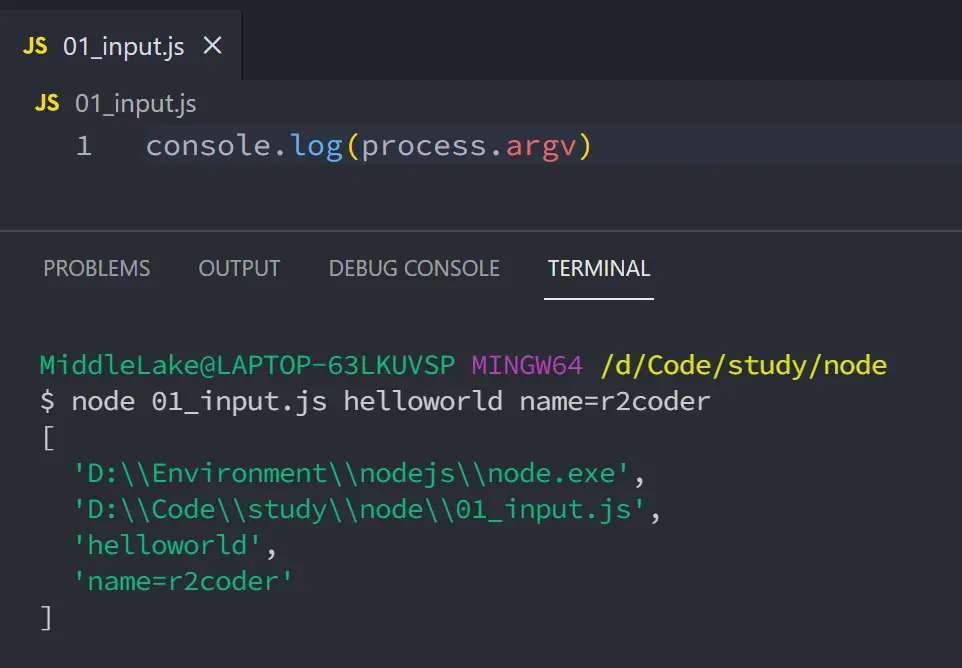 JS 01_input.js ×
JS 01_input.js
1 console.log(process.argv)
PROBLEMS OUTPUT DEBUG CONSOLE TERMINAL
MiddleLake@LAPTOP-63LKUVSP MINGW64 /d/Code/study/node
$ node 01_input.js helloworld name=r2coder
[
  'D:\\Environment\\nodejs\\node.exe',
  'D:\\Code\\study\\node\\01_input.js',
  'helloworld',
  'name=r2coder'
]